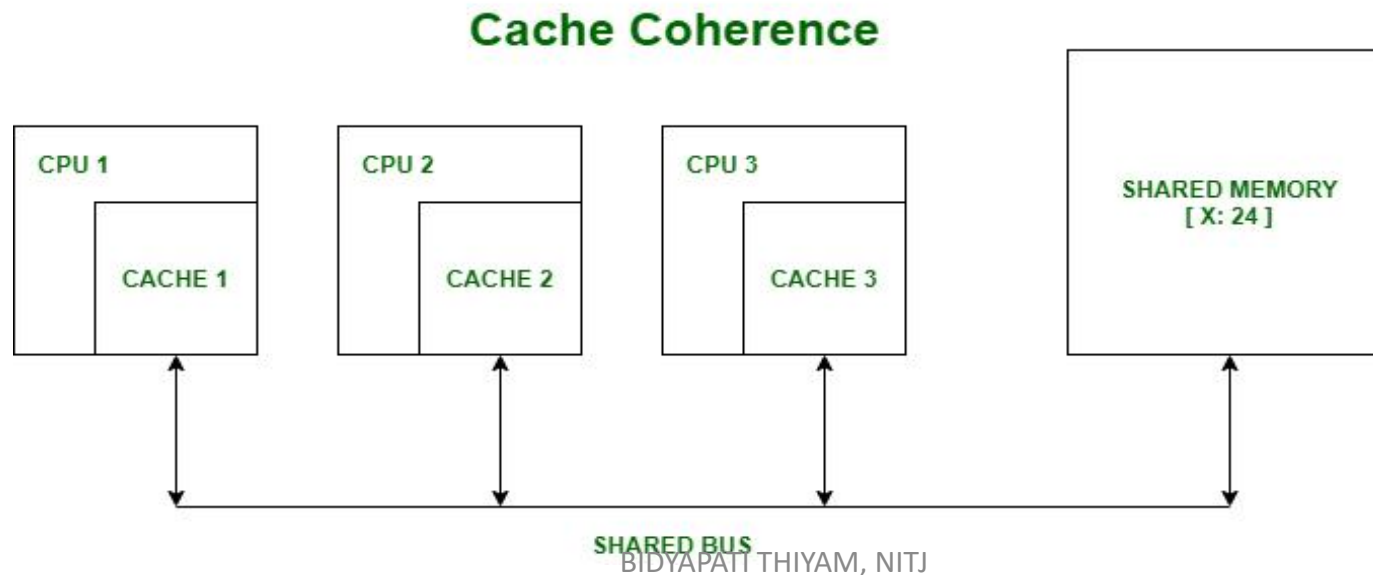 Cache Coherence
CPU 1
CACHE 1
CPU 2
CACHE 2
CPU 3
CACHE 3
SHARED MEMORY
[ X: 24 ]
SHARED BUS
BIDYAPATI THIYAM, NITJ